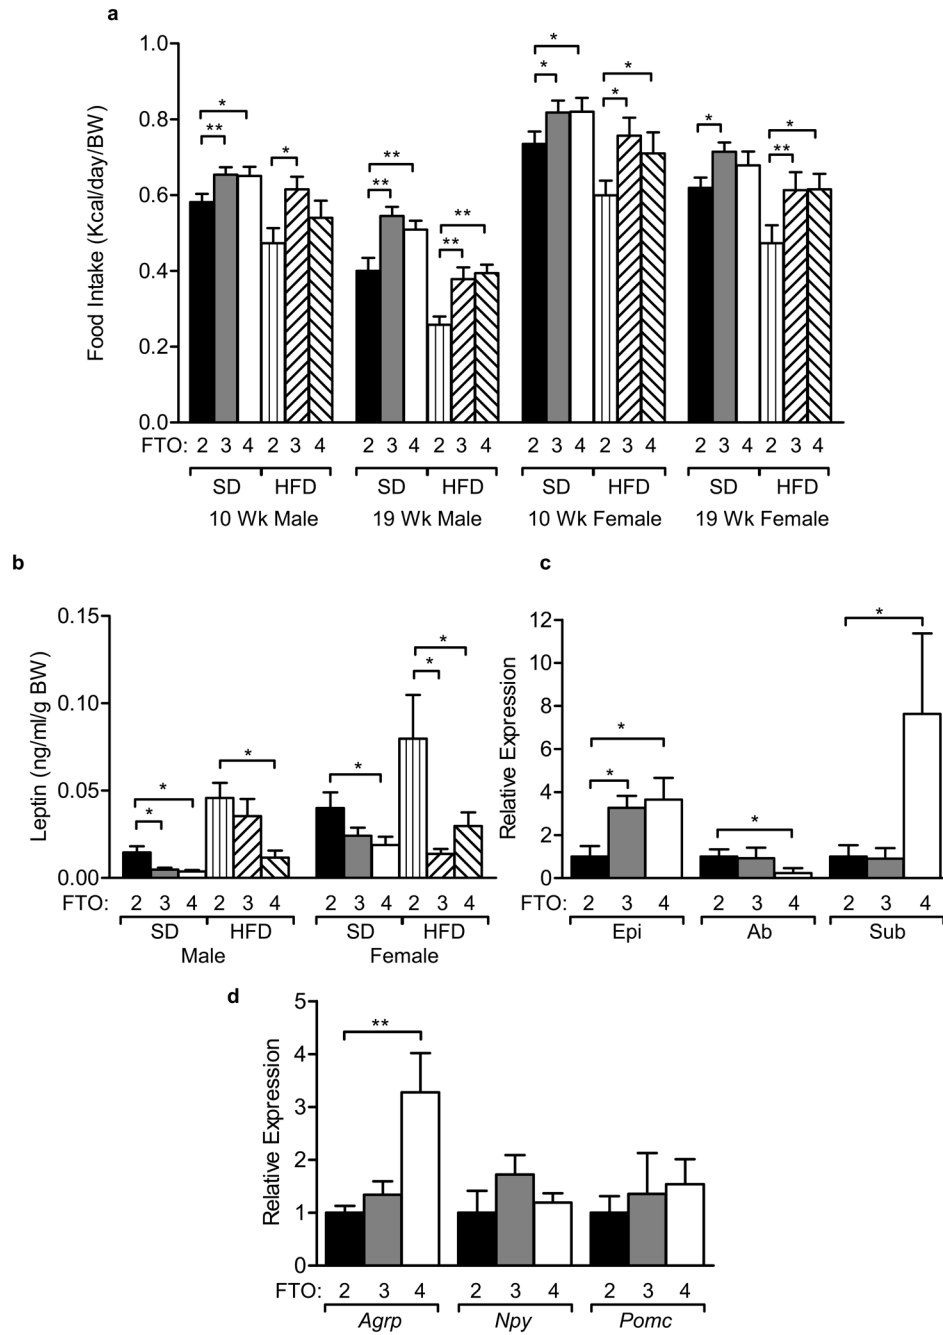 a
Food Intake (Kcal/day/BW)
1.0
0.8
0.6
0.4
0.2
0.0
* ** * ** ** ** ** * * * * * ** *
FTO: 2 3 4 2 3 4 2 3 4 2 3 4 2 3 4 2 3 4 2 3 4 2 3 4
SD HFD SD HFD SD HFD SD HFD
10 Wk Male 19 Wk Male 10 Wk Female 19 Wk Female
b
Leptin (ng/ml/g BW)
0.15
0.10
0.05
0.00
* * * * * *
FTO: 2 3 4 2 3 4 2 3 4 2 3 4
SD HFD SD HFD
Male Female
c
Relative Expression
12
10
8
6
4
2
0
* * * *
FTO: 2 3 4 2 3 4 2 3 4
Epi Ab Sub
d
Relative Expression
5
4
3
2
1
0
**
FTO: 2 3 4 2 3 4 2 3 4
Agrp Npy Pomc